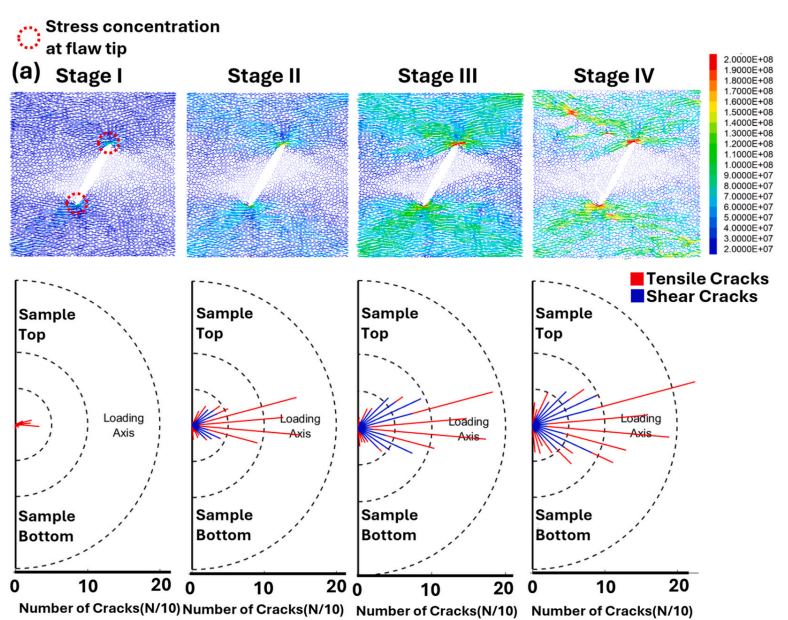 Stress concentration
at flaw tip
(a) Stage I Stage II Stage III Stage IV
2.0000E+08
1.9000E+08
1.8000E+08
1.7000E+08
1.6000E+08
1.5000E+08
1.4000E+08
1.3000E+08
1.2000E+08
1.1000E+08
1.0000E+08
9.0000E+07
8.0000E+07
7.0000E+07
6.0000E+07
5.0000E+07
4.0000E+07
3.0000E+07
2.0000E+07
Tensile Cracks
Shear Cracks
Sample
Top
Loading
Axis
Sample
Bottom
0 10 20
Number of Cracks(N/10)
Sample
Top
Loading
Axis
Sample
Bottom
0 10 20
Number of Cracks(N/10)
Sample
Top
Loading
Axis
Sample
Bottom
0 10 20
Number of Cracks(N/10)
Sample
Top
Loading
Axis
Sample
Bottom
0 10 20
Number of Cracks(N/10)